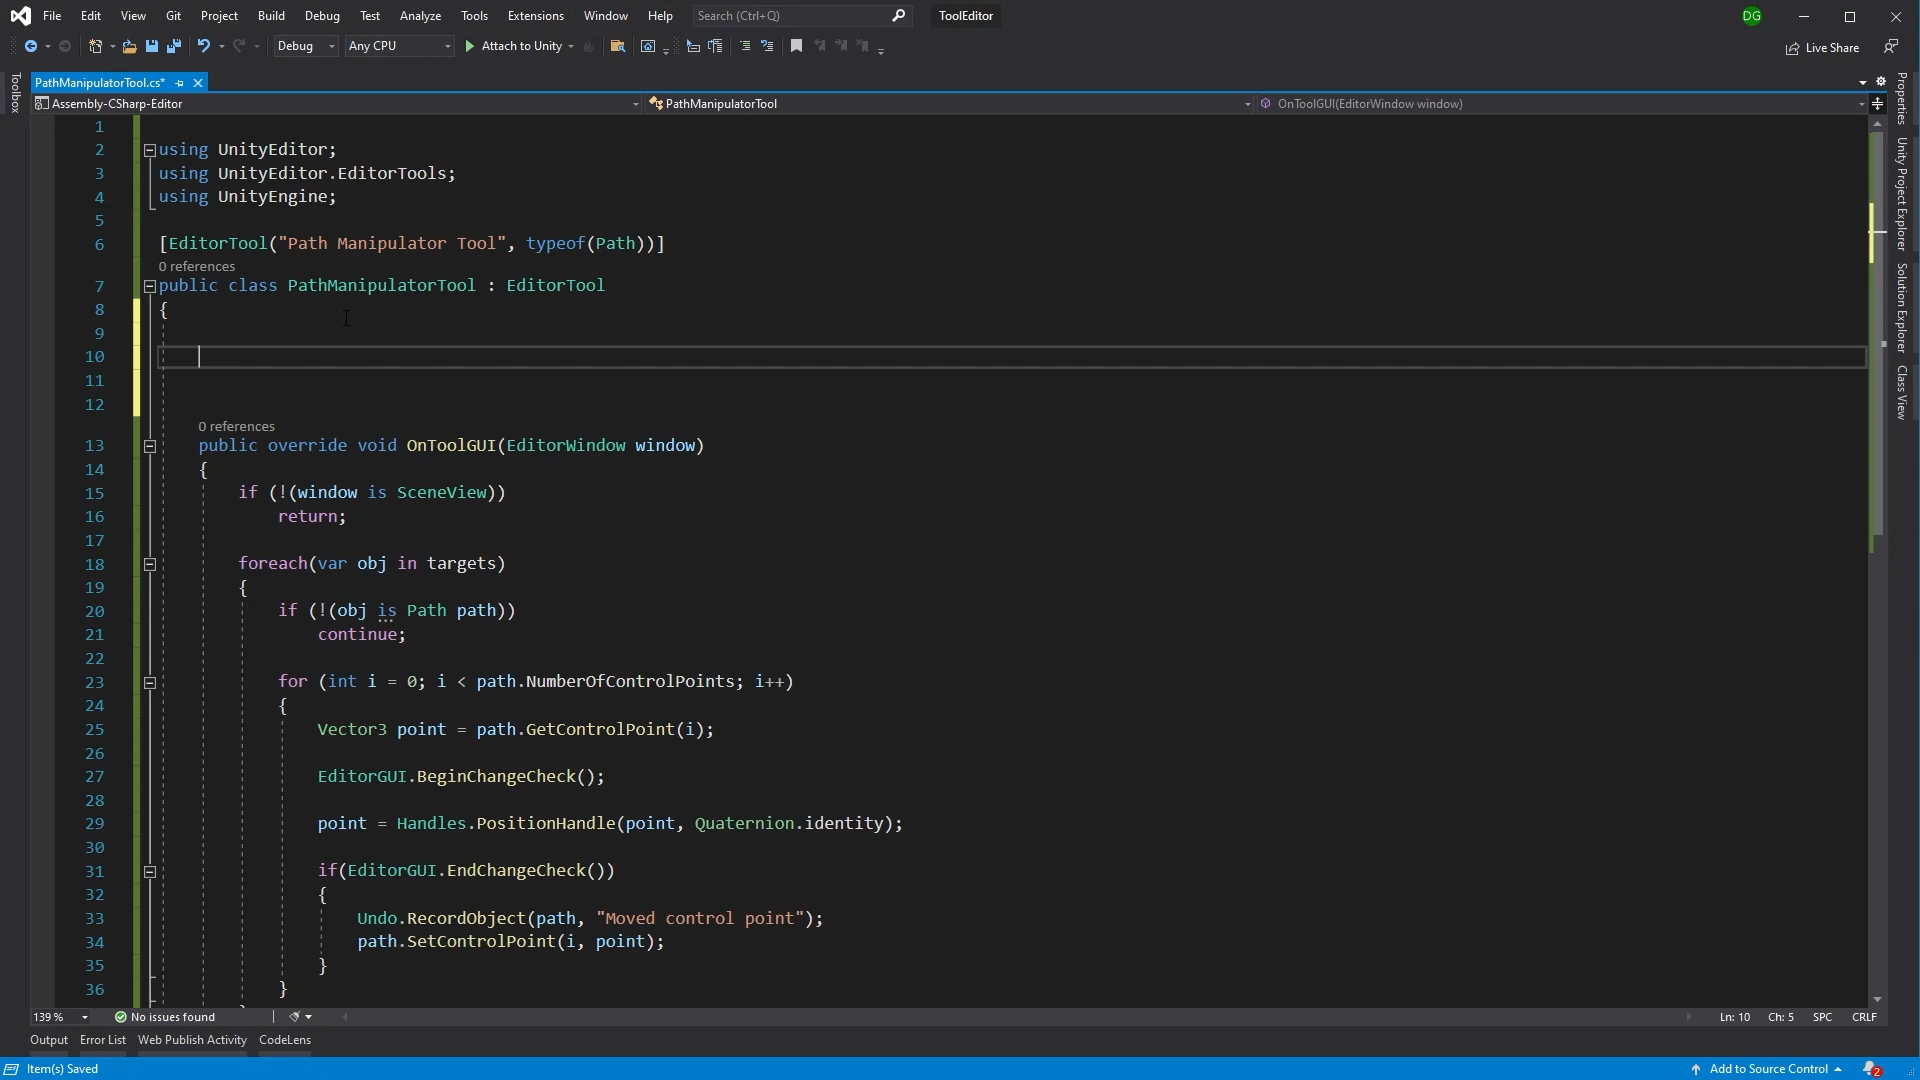 File Edit View Git Project Build Debug Test Analyze Tools Extensions Window Help Search (Ctrl+Q) ToolEditor DG
Debug Any CPU Attach to Unity Live Share
Toolbox
PathManipulatorTool.cs*
Assembly-CSharp-Editor PathManipulatorTool OnToolGUI(EditorWindow window)
1
2 using UnityEditor;
3 using UnityEditor.EditorTools;
4 using UnityEngine;
5
6 [EditorTool("Path Manipulator Tool", typeof(Path))]
0 references
7 public class PathManipulatorTool : EditorTool
8 {
9
10
11
12
0 references
13 public override void OnToolGUI(EditorWindow window)
14 {
15 if (!(window is SceneView))
16 return;
17
18 foreach(var obj in targets)
19 {
20 if (!(obj is Path path))
21 continue;
22
23 for (int i = 0; i < path.NumberOfControlPoints; i++)
24 {
25 Vector3 point = path.GetControlPoint(i);
26
27 EditorGUI.BeginChangeCheck();
28
29 point = Handles.PositionHandle(point, Quaternion.identity);
30
31 if(EditorGUI.EndChangeCheck())
32 {
33 Undo.RecordObject(path, "Moved control point");
34 path.SetControlPoint(i, point);
35 }
36 }
Properties
Unity Project Explorer
Solution Explorer
Class View
139 % No issues found Ln: 10 Ch: 5 SPC CRLF
Output Error List Web Publish Activity CodeLens
Item(s) Saved Add to Source Control 2